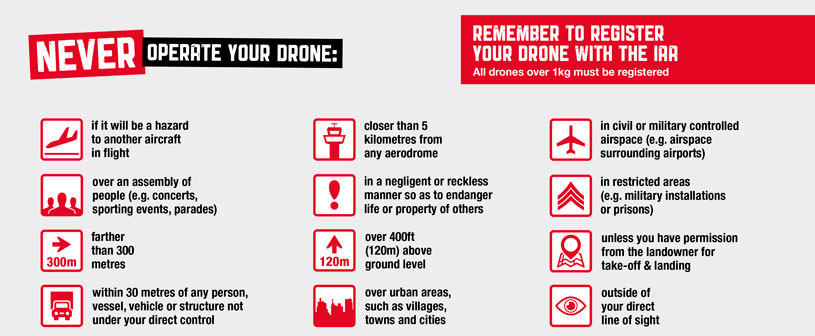 NEVER OPERATE YOUR DRONE:
REMEMBER TO REGISTER
YOUR DRONE WITH THE IAA
All drones over 1kg must be registered
if it will be a hazard
to another aircraft
in flight
closer than 5
kilometres from
any aerodrome
in civil or military controlled
airspace (e.g. airspace
surrounding airports)
over an assembly of
people (e.g. concerts,
sporting events, parades)
in a negligent or reckless
manner so as to endanger
life or property of others
in restricted areas
(e.g. military installations
or prisons)
300m
farther
than 300
metres
120m
over 400ft
(120m) above
ground level
unless you have permission
from the landowner for
take-off & landing
within 30 metres of any person,
vessel, vehicle or structure not
under your direct control
over urban areas,
such as villages,
towns and cities
outside of
your direct
line of sight